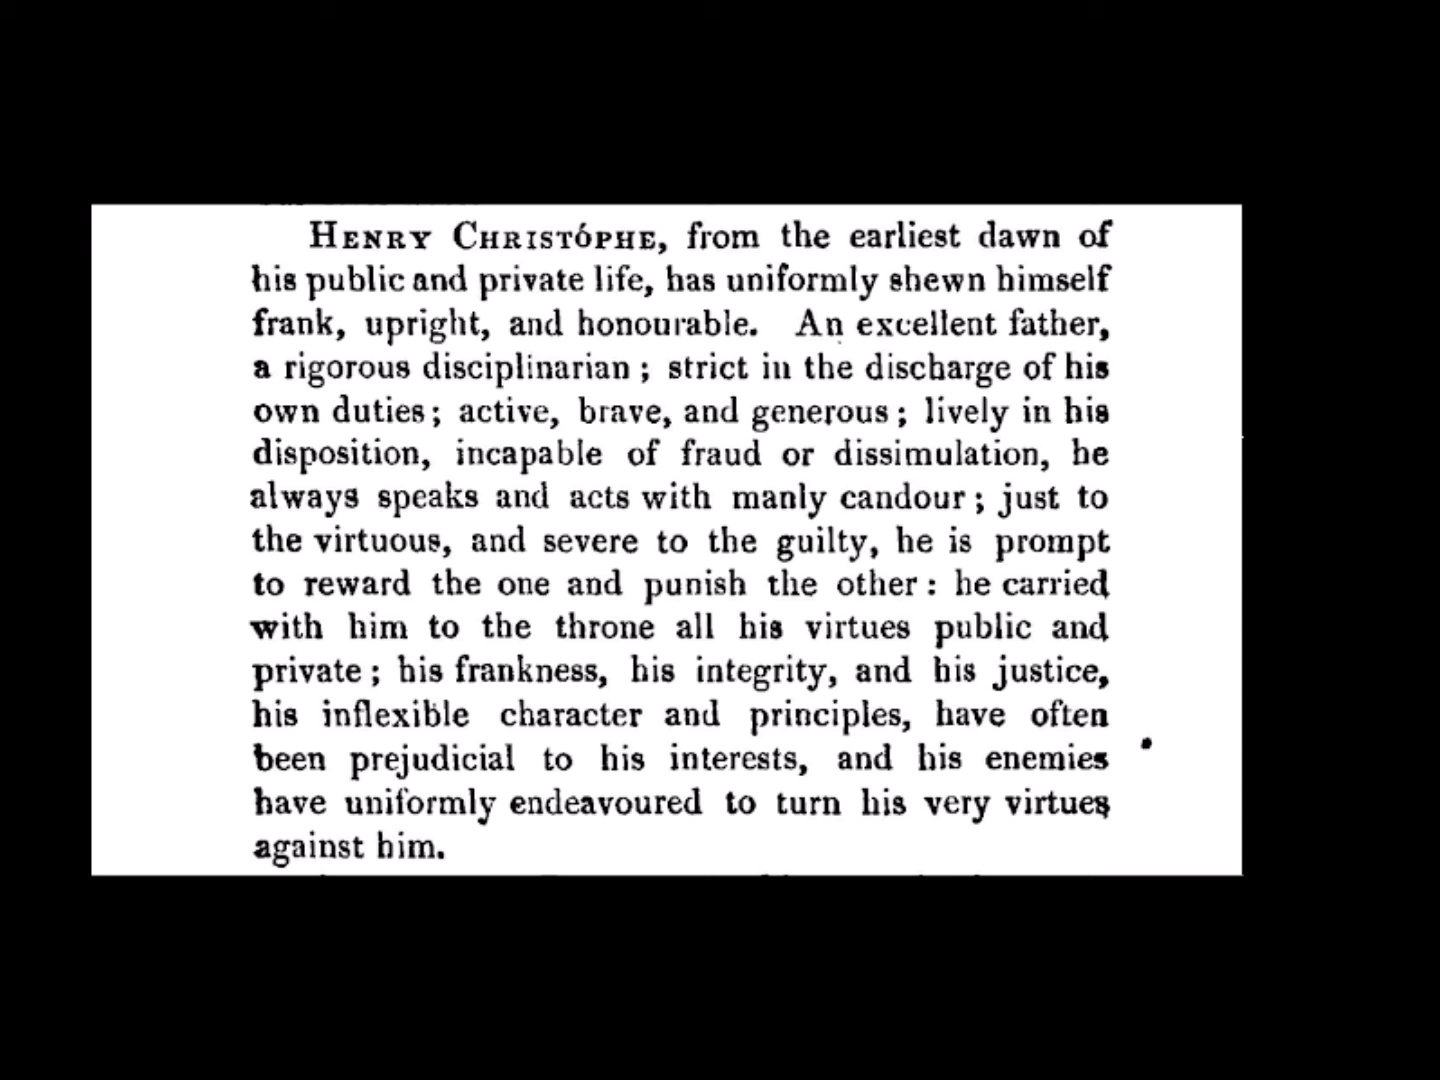 HENRY CHRISTÓPHE, from the earliest dawn of
his public and private life, has uniformly shewn himself
frank, upright, and honourable. An excellent father,
a rigorous disciplinarian ; strict in the discharge of his
own duties ; active, brave, and generous ; lively in his
disposition, incapable of fraud or dissimulation, he
always speaks and acts with manly candour ; just to
the virtuous, and severe to the guilty, he is prompt
to reward the one and punish the other : he carried
with him to the throne all his virtues public and
private ; his frankness, his integrity, and his justice,
his inflexible character and principles, have often
been prejudicial to his interests, and his enemies
have uniformly endeavoured to turn his very virtues
against him.